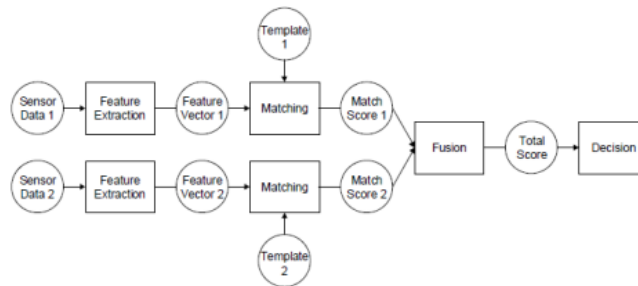 Template
1
Sensor
Data 1
Feature
Extraction
Feature
Vector 1
Matching
Match
Score 1
Fusion
Total
Score
Decision
Sensor
Data 2
Feature
Extraction
Feature
Vector 2
Matching
Match
Score 2
Template
2